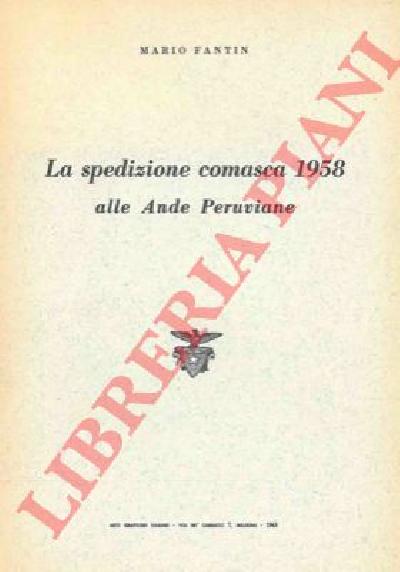 MARIO FANTIN
La spedizione comasca 1958
alle Ande Peruviane
LIBRERIA PIANI